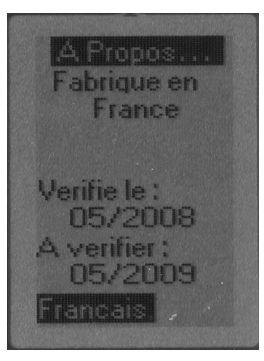 A Propos...
Fabrique en
France
Verifie le :
05/2008
A verifier :
05/2009
Francais